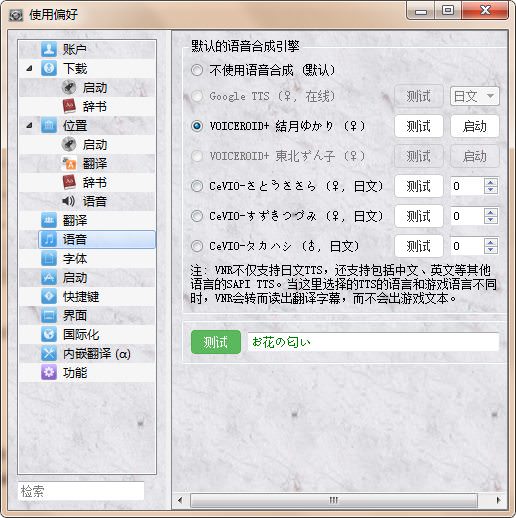 使用偏好
账户
下载
启动
辞书
位置
启动
翻译
辞书
语音
翻译
语音
字体
启动
快捷键
界面
国际化
内嵌翻译 (α)
功能
检索
默认的语音合成引擎
不使用语音合成 (默认)
Google TTS (♀, 在线) 测试 日文
VOICEROID+ 結月ゆかり (♀) 测试 启动
VOICEROID+ 東北ずん子 (♀) 测试 启动
CeVIO-さとうささら (♀, 日文) 测试 0
CeVIO-すずきつづみ (♀, 日文) 测试 0
CeVIO-タカハシ (♂, 日文) 测试 0
注: VNR不仅支持日文TTS, 还支持包括中文、英文等其他
语言的SAPI TTS。当这里选择的TTS的语言和游戏语言不同
时, VNR会转而读出翻译字幕, 而不会出游戏文本。
测试 お花の匂い